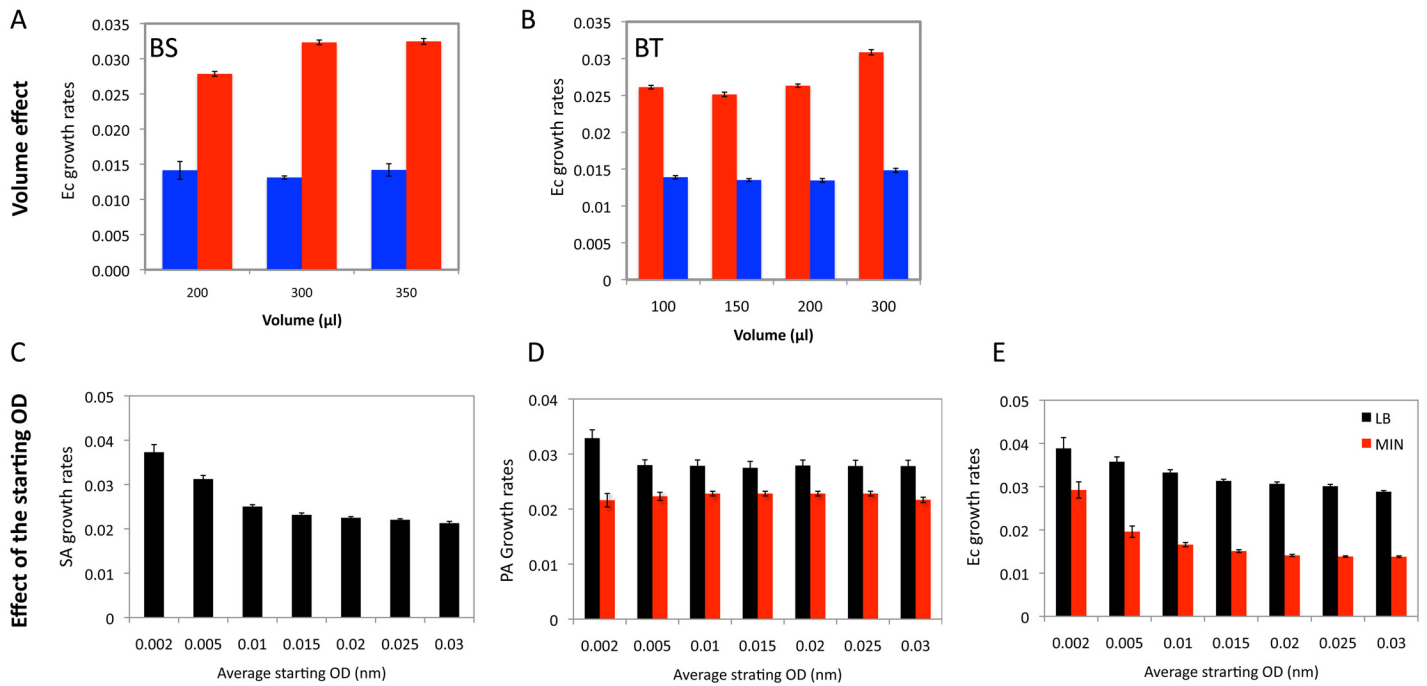 A
B
Volume effect
Ec growth rates
0.035
0.030
0.025
0.020
0.015
0.010
0.005
0.000
BS
200 300 350
Volume (μl)
Ec growth rates
0.035
0.03
0.025
0.02
0.015
0.01
0.005
0
BT
100 150 200 300
Volume (μl)
C
D
E
Effect of the starting OD
SA growth rates
0.05
0.04
0.03
0.02
0.01
0
0.002 0.005 0.01 0.015 0.02 0.025 0.03
Average starting OD (nm)
PA Growth rates
0.04
0.03
0.02
0.01
0
0.002 0.005 0.01 0.015 0.02 0.025 0.03
Average strating OD (nm)
Ec growth rates
0.05
0.04
0.03
0.02
0.01
0
LB
MIN
0.002 0.005 0.01 0.015 0.02 0.025 0.03
Average strarting OD (nm)